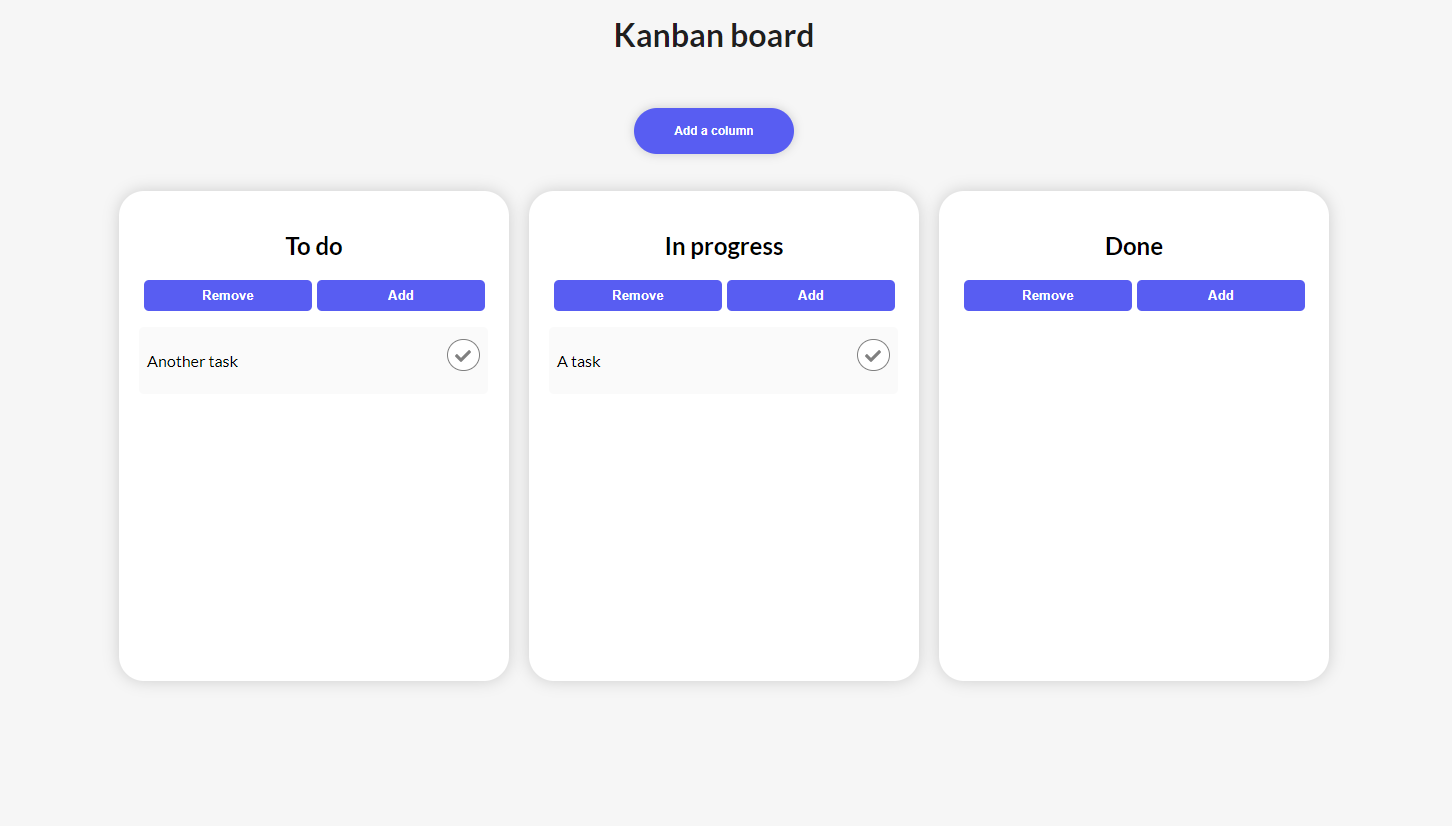 Kanban board
Add a column
To do
Remove
Add
Another task
In progress
Remove
Add
A task
Done
Remove
Add